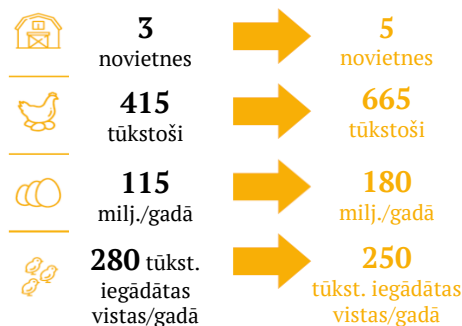 3
novietnes
5
novietnes
415
tūkstoši
665
tūkstoši
115
milj./gadā
180
milj./gadā
280 tūkst.
iegādātas
vistas/gadā
250
tūkst. iegādātas
vistas/gadā